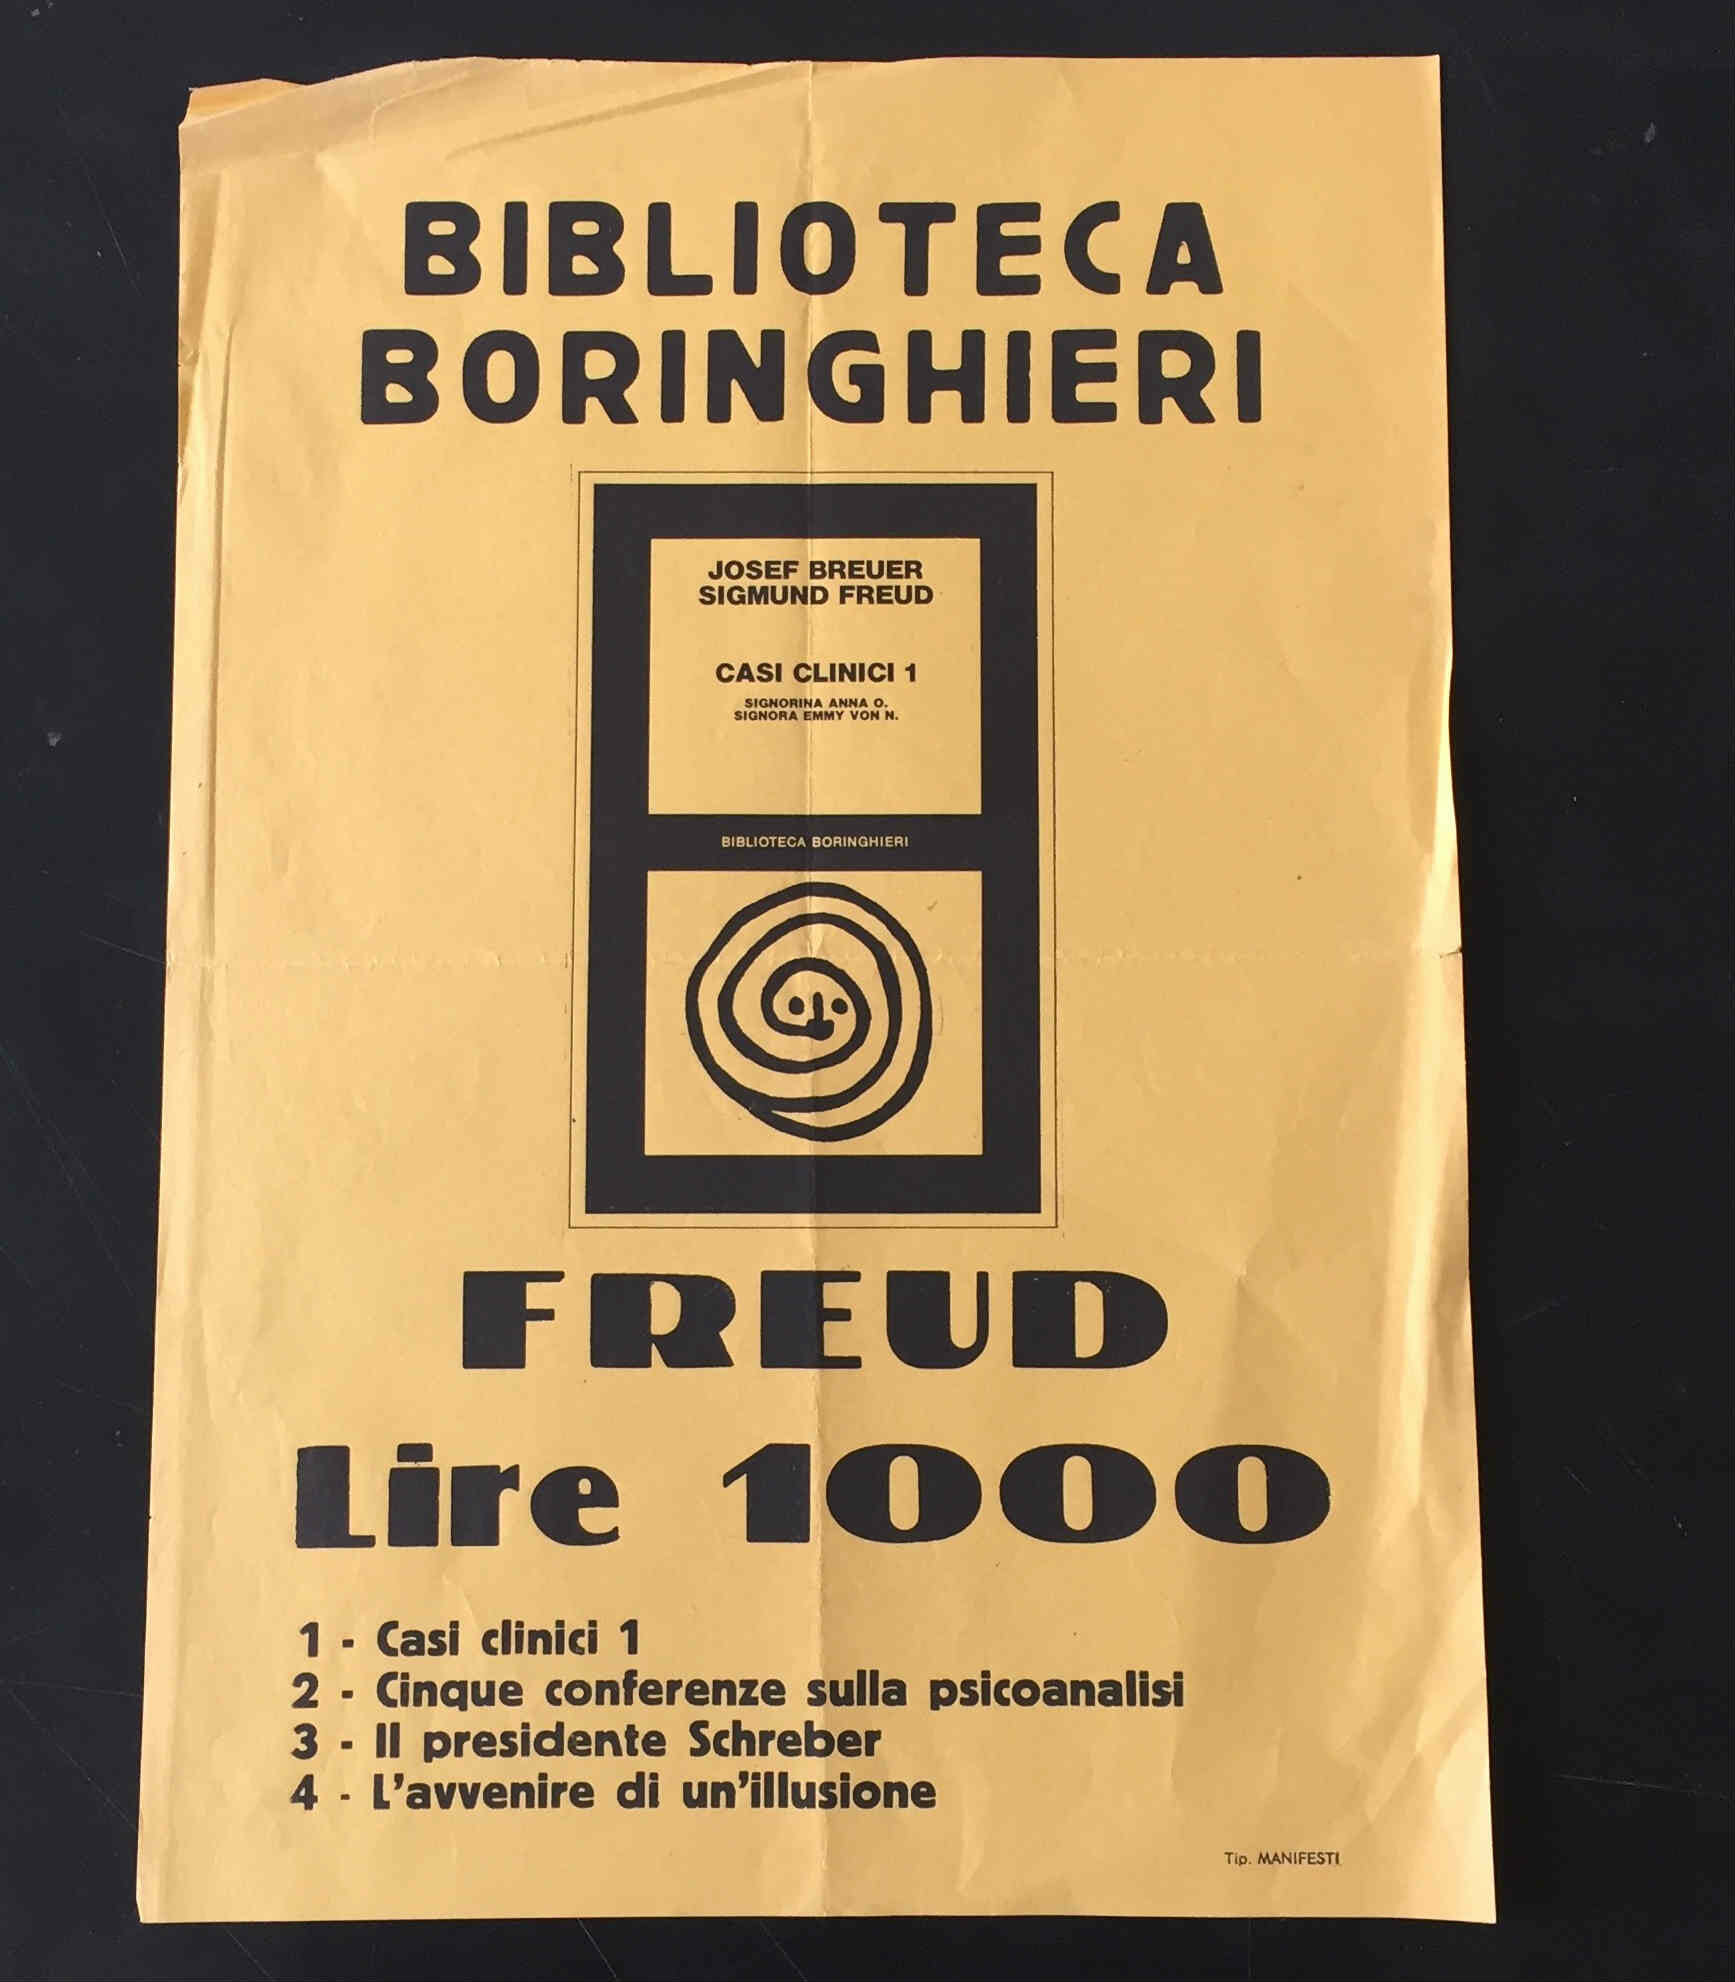 BIBLIOTECA
BORINGHIERI
JOSEF BREUER
SIGMUND FREUD
CASI CLINICI 1
SIGNORINA ANNA O.
SIGNORA EMMY VON N.
BIBLIOTECA BORINGHIERI
FREUD
Lire 1000
1 - Casi clinici 1
2 - Cinque conferenze sulla psicoanalisi
3 - Il presidente Schreber
4 - L'avvenire di un'illusione
Tip. MANIFESTI